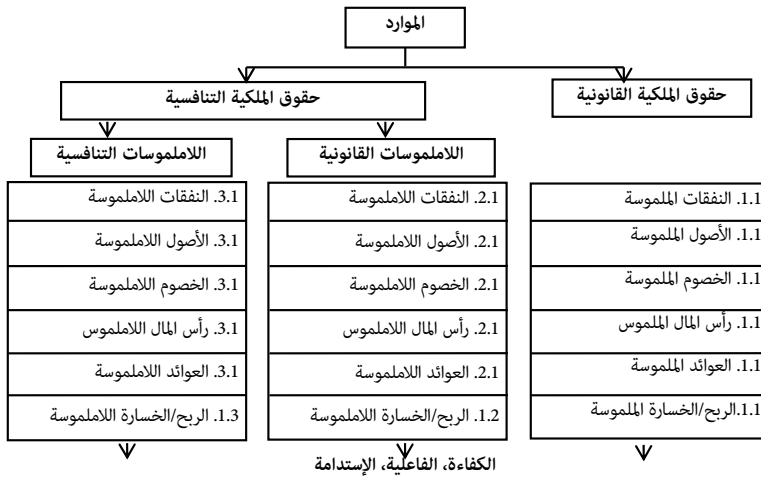 الموارد
حقوق الملكية القانونية
حقوق الملكية التنافسية
اللاملموسات القانونية
اللاملموسات التنافسية
1.1. النفقات الملموسة
1.1. الأصول الملموسة
1.1. الخصوم الملموسة
1.1. رأس المال الملموس
1.1. العوائد الملموسة
1.1.الربح/الخسارة الملموسة
2.1. النفقات اللاملموسة
2.1. الأصول اللاملموسة
2.1. الخصوم اللاملموسة
2.1. رأس المال اللاملموس
2.1. العوائد اللاملموسة
1.2. الربح/الخسارة اللاملموسة
3.1. النفقات اللاملموسة
3.1. الأصول اللاملموسة
3.1. الخصوم اللاملموسة
3.1. رأس المال اللاملموس
3.1. العوائد اللاملموسة
1.3. الربح/الخسارة اللاملموسة
الكفاءة، الفاعلية، الإستدامة